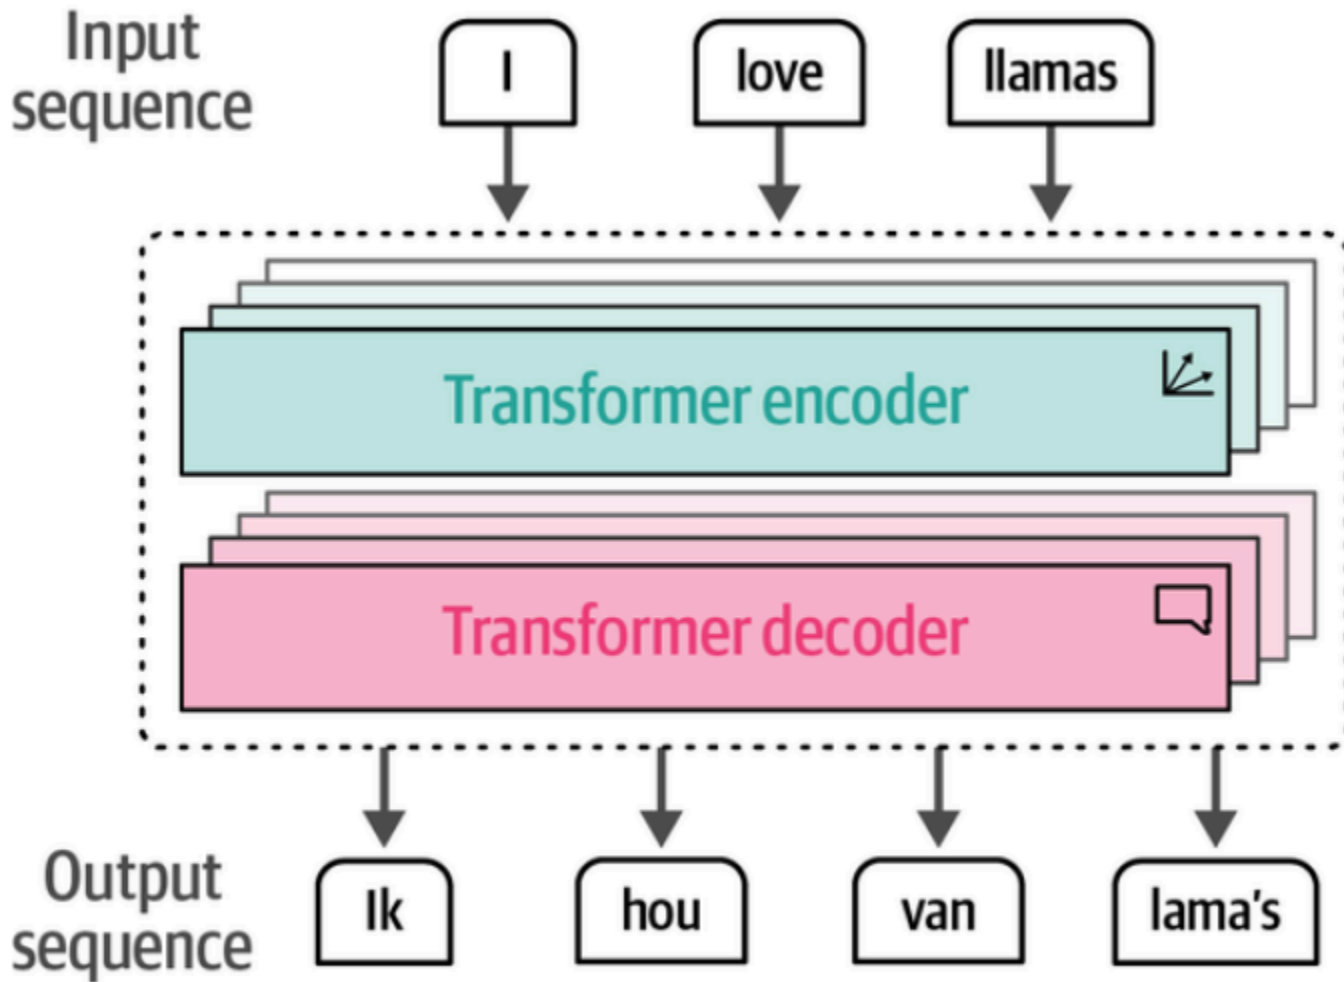 Input
sequence
I love llamas
Transformer encoder
Transformer decoder
Output
sequence
Ik hou van lama's